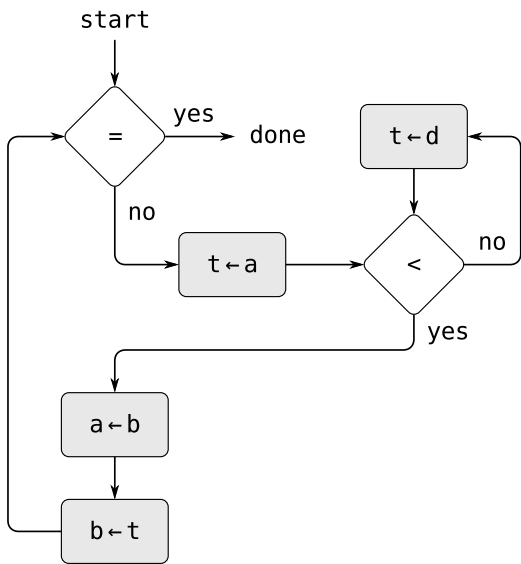 start
=
yes
done
t←d
no
t←a
<
no
yes
a←b
b←t